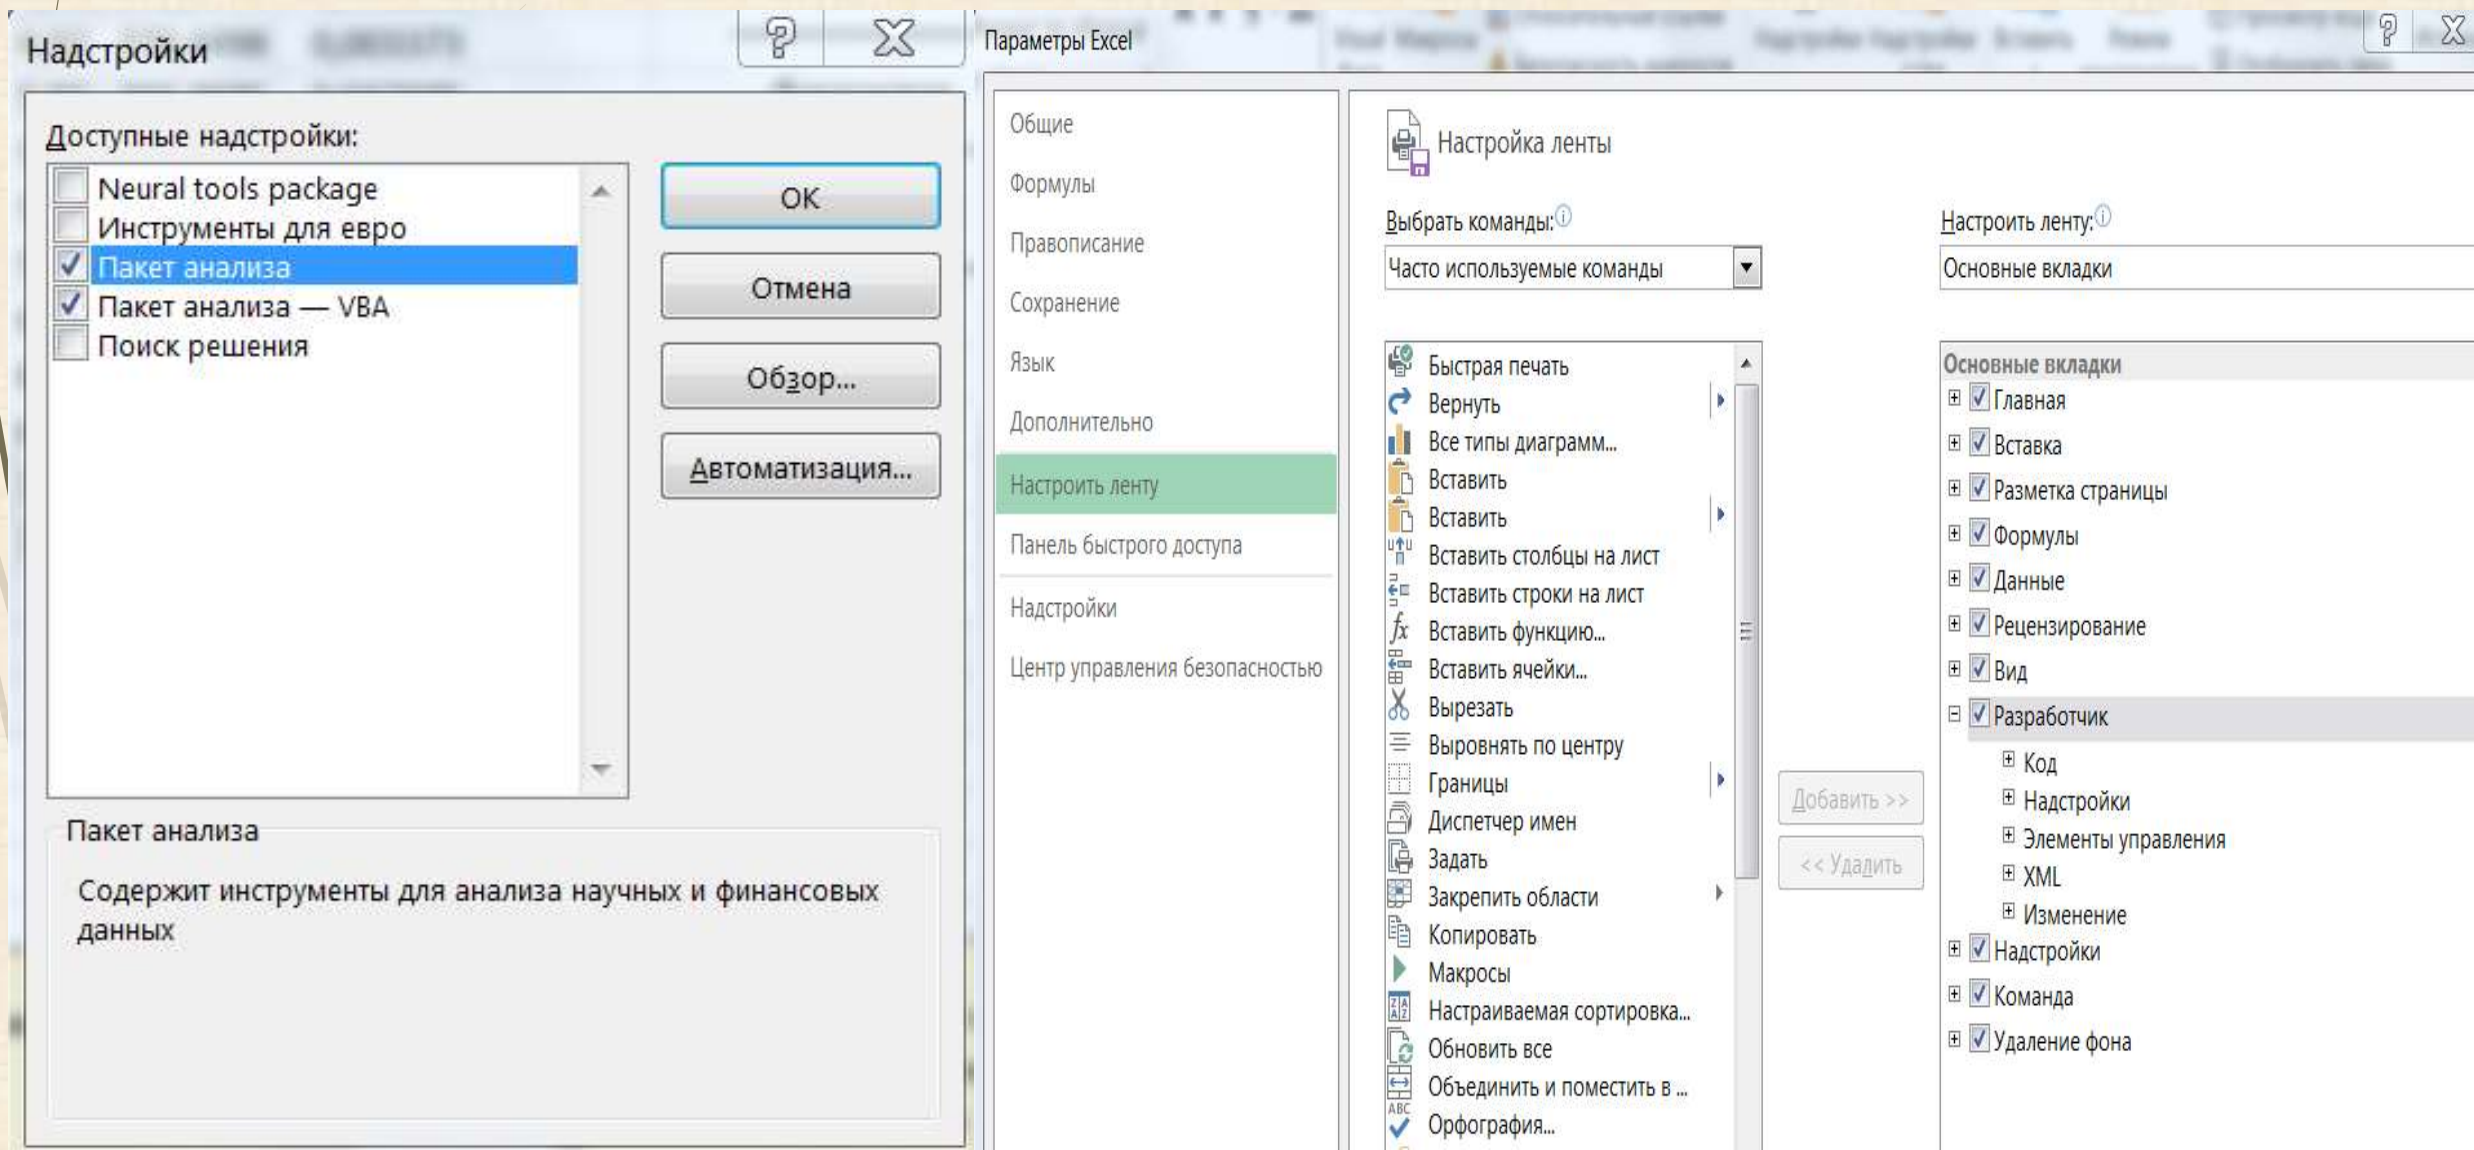 Надстройки
Доступные надстройки:
Neural tools package
Инструменты для евро
Пакет анализа
Пакет анализа — VBA
Поиск решения
ОК
Отмена
Обзор...
Автоматизация...
Пакет анализа
Содержит инструменты для анализа научных и финансовых
данных
Параметры Excel
Общие
Формулы
Правописание
Сохранение
Язык
Дополнительно
Настроить ленту
Панель быстрого доступа
Надстройки
Центр управления безопасностью
Настройка ленты
Выбрать команды:
Часто используемые команды
Быстрая печать
Вернуть
Все типы диаграмм...
Вставить
Вставить
Вставить столбцы на лист
Вставить строки на лист
Вставить функцию...
Вставить ячейки...
Вырезать
Выровнять по центру
Границы
Диспетчер имен
Задать
Закрепить области
Копировать
Макросы
Настраиваемая сортировка...
Обновить все
Объединить и поместить в ...
Орфография...
Добавить >>
<< Удалить
Настроить ленту:
Основные вкладки
Основные вкладки
Главная
Вставка
Разметка страницы
Формулы
Данные
Рецензирование
Вид
Разработчик
Код
Надстройки
Элементы управления
XML
Изменение
Надстройки
Команда
Удаление фона